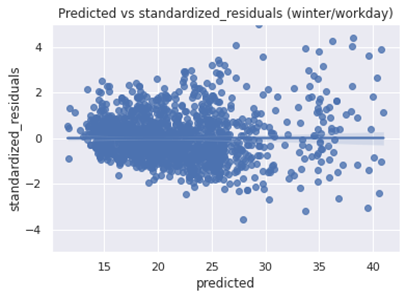 Predicted vs standardized_residuals (winter/workday)
standardized_residuals
4
2
0
−2
−4
15 20 25 30 35 40
predicted